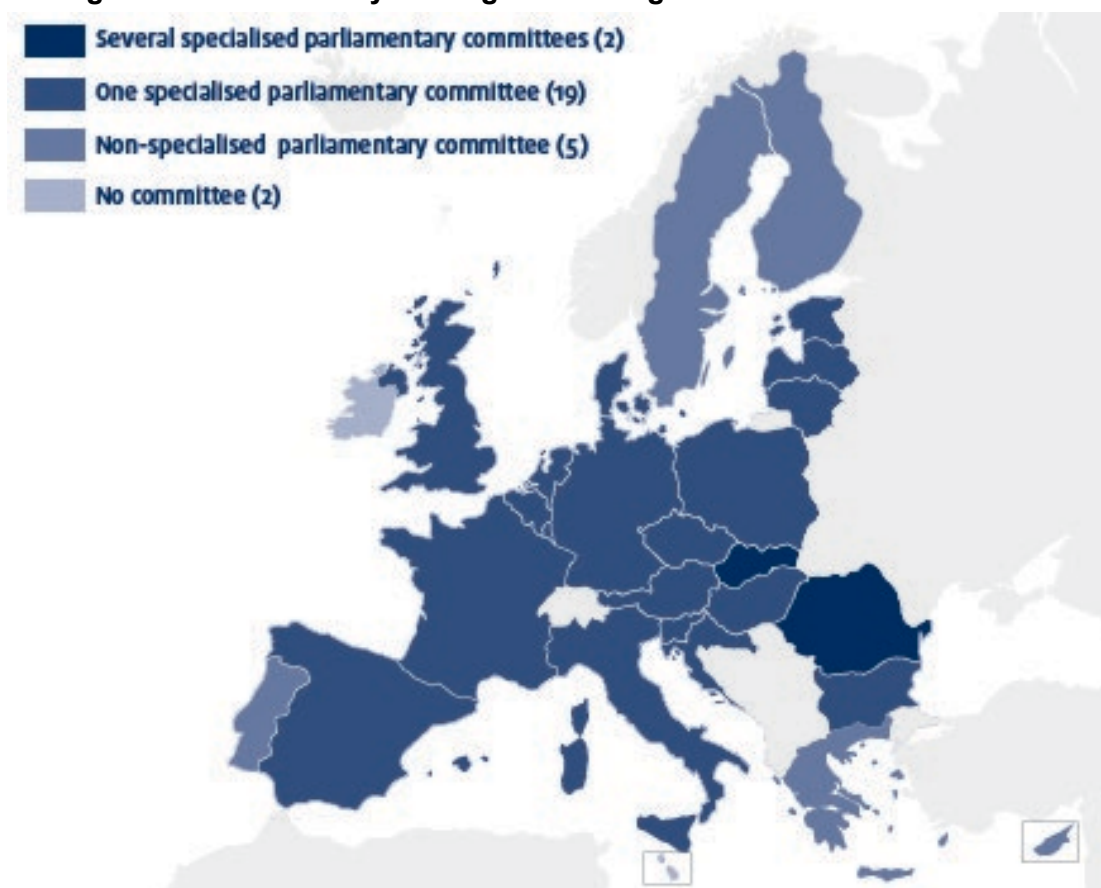 Several specialised parliamentary committees (2)
One specialised parliamentary committee (19)
Non-specialised parliamentary committee (5)
No committee (2)